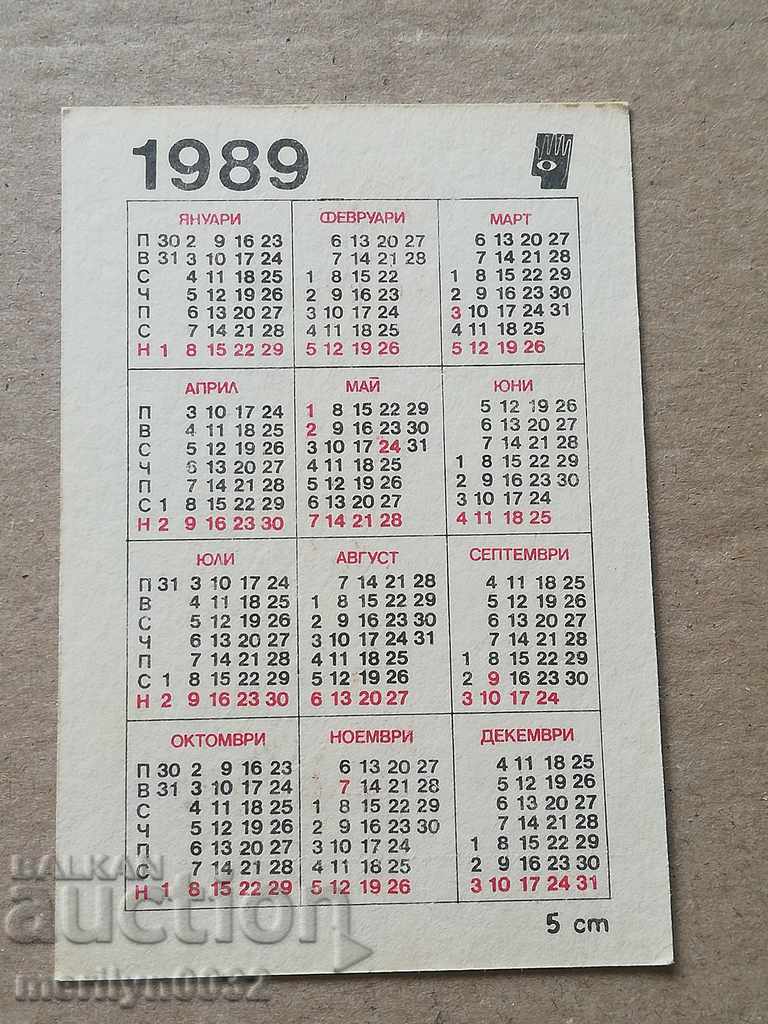 1989
ЯНУАРИ ФЕВРУАРИ МАРТ
П 30 2 9 16 23 6 13 20 27 6 13 20 27
В 31 3 10 17 24 7 14 21 28 7 14 21 28
С 4 11 18 25 1 8 15 22 1 8 15 22 29
Ч 5 12 19 26 2 9 16 23 2 9 16 23 30
П 6 13 20 27 3 10 17 24 3 10 17 24 31
С 7 14 21 28 4 11 18 25 4 11 18 25
Н 1 8 15 22 29 5 12 19 26 5 12 19 26
АПРИЛ МАЙ ЮНИ
П 3 10 17 24 1 8 15 22 29 5 12 19 26
В 4 11 18 25 2 9 16 23 30 6 13 20 27
С 5 12 19 26 3 10 17 24 31 7 14 21 28
Ч 6 13 20 27 4 11 18 25 1 8 15 22 29
П 7 14 21 28 5 12 19 26 2 9 16 23 30
С 1 8 15 22 29 6 13 20 27 3 10 17 24
Н 2 9 16 23 30 7 14 21 28 4 11 18 25
ЮЛИ АВГУСТ СЕПТЕМВРИ
П 31 3 10 17 24 7 14 21 28 4 11 18 25
В 4 11 18 25 1 8 15 22 29 5 12 19 26
С 5 12 19 26 2 9 16 23 30 6 13 20 27
Ч 6 13 20 27 3 10 17 24 31 7 14 21 28
П 7 14 21 28 4 11 18 25 1 8 15 22 29
С 1 8 15 22 29 5 12 19 26 2 9 16 23 30
Н 2 9 16 23 30 6 13 20 27 3 10 17 24
ОКТОМВРИ НОЕМВРИ ДЕКЕМВРИ
П 30 2 9 16 23 6 13 20 27 4 11 18 25
В 31 3 10 17 24 7 14 21 28 5 12 19 26
С 4 11 18 25 1 8 15 22 29 6 13 20 27
Ч 5 12 19 26 2 9 16 23 30 7 14 21 28
П 6 13 20 27 3 10 17 24 1 8 15 22 29
С 7 14 21 28 4 11 18 25 2 9 16 23 30
Н 1 8 15 22 29 5 12 19 26 3 10 17 24 31
5 cm
BALKAN
auction
merilyn0032